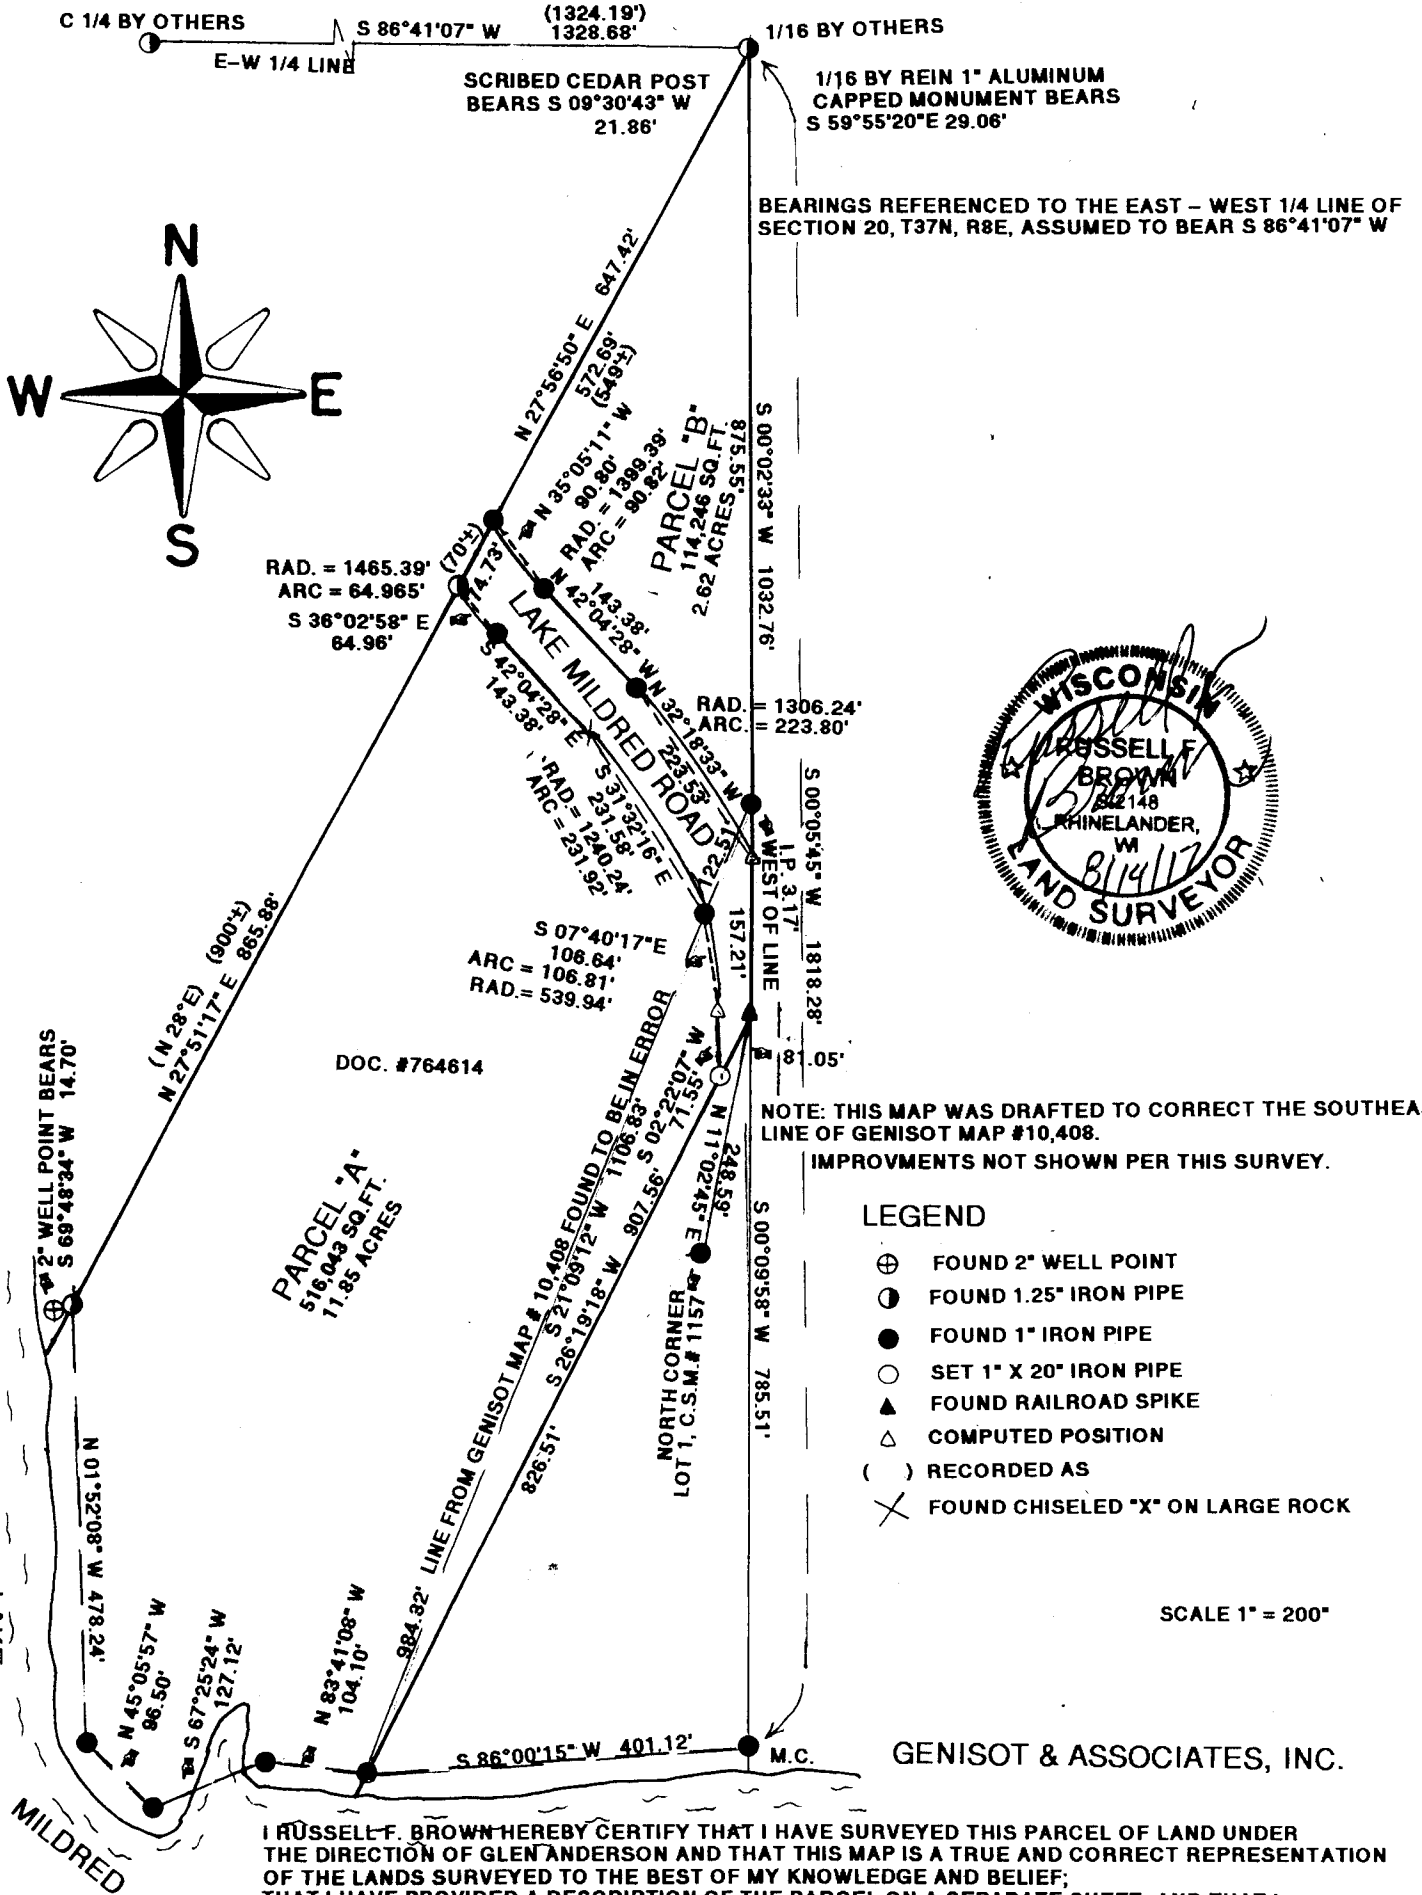 C 1/4 BY OTHERS
S 86°41'07" W
(1324.19')
1328.68'
1/16 BY OTHERS
E-W 1/4 LINE
SCRIBED CEDAR POST
BEARS S 09°30'43" W
21.86'
1/16 BY REIN 1" ALUMINUM
CAPPED MONUMENT BEARS
S 59°55'20"E 29.06'
BEARINGS REFERENCED TO THE EAST – WEST 1/4 LINE OF
SECTION 20, T37N, R8E, ASSUMED TO BEAR S 86°41'07" W
N
W
E
S
N 27°56'50" E 647.42'
572.69'
(549'±)
N 35°05'11" W
90.80'
RAD. = 1399.39'
ARC = 90.82'
PARCEL "B"
114,246 SQ.FT.
2.62 ACRES
875.55'
S 00°02'33" W 1032.76'
(70'±)
74.73'
RAD. = 1465.39'
ARC = 64.965'
S 36°02'58" E
64.96'
143.38'
N 42°04'28" W
LAKE MILDRED ROAD
S 42°04'28" E
143.38'
N 32°18'33" W
223.53'
RAD. = 1306.24'
ARC. = 223.80'
S 31°32'16" E
231.58'
RAD. = 1240.24'
ARC = 231.92'
122.51'
I.P. 3.17'
WEST OF LINE
S 00°05'45" W 1818.28'
157.21'
S 07°40'17"E
106.64'
ARC = 106.81'
RAD.= 539.94'
WISCONSIN
RUSSELL F.
BROWN
S-2148
RHINELANDER,
WI
8/14/17
LAND SURVEYOR
(N 28°E) (900'±)
N 27°51'17" E 865.88'
DOC. #764614
81.05'
S 02°22'07" W
71.55'
2" WELL POINT BEARS
S 69°48'34" W 14.70'
NOTE: THIS MAP WAS DRAFTED TO CORRECT THE SOUTHEA
LINE OF GENISOT MAP #10,408.
IMPROVMENTS NOT SHOWN PER THIS SURVEY.
PARCEL "A"
516,043 SQ.FT.
11.85 ACRES
984.32' LINE FROM GENISOT MAP # 10,408 FOUND TO BE IN ERROR
S 21°09'12" W 1106.83'
S 26°19'18" W 907.56'
826.51'
N 11°02'45" E
248.59'
NORTH CORNER
LOT 1, C.S.M.# 1157
S 00°09'58" W 785.51'
LEGEND
FOUND 2" WELL POINT
FOUND 1.25" IRON PIPE
FOUND 1" IRON PIPE
SET 1" X 20" IRON PIPE
FOUND RAILROAD SPIKE
COMPUTED POSITION
( ) RECORDED AS
FOUND CHISELED "X" ON LARGE ROCK
SCALE 1" = 200"
N 01°52'08" W 478.24'
N 45°05'57" W
96.50'
S 67°25'24" W
127.12'
N 83°41'08" W
104.10'
S 86°00'15" W 401.12'
M.C.
GENISOT & ASSOCIATES, INC.
MILDRED
I RUSSELL F. BROWN HEREBY CERTIFY THAT I HAVE SURVEYED THIS PARCEL OF LAND UNDER
THE DIRECTION OF GLEN ANDERSON AND THAT THIS MAP IS A TRUE AND CORRECT REPRESENTATION
OF THE LANDS SURVEYED TO THE BEST OF MY KNOWLEDGE AND BELIEF;
THAT I HAVE PROVIDED A DESCRIPTION OF THE PARCEL ON A SEPARATE SHEET, AND THAT I